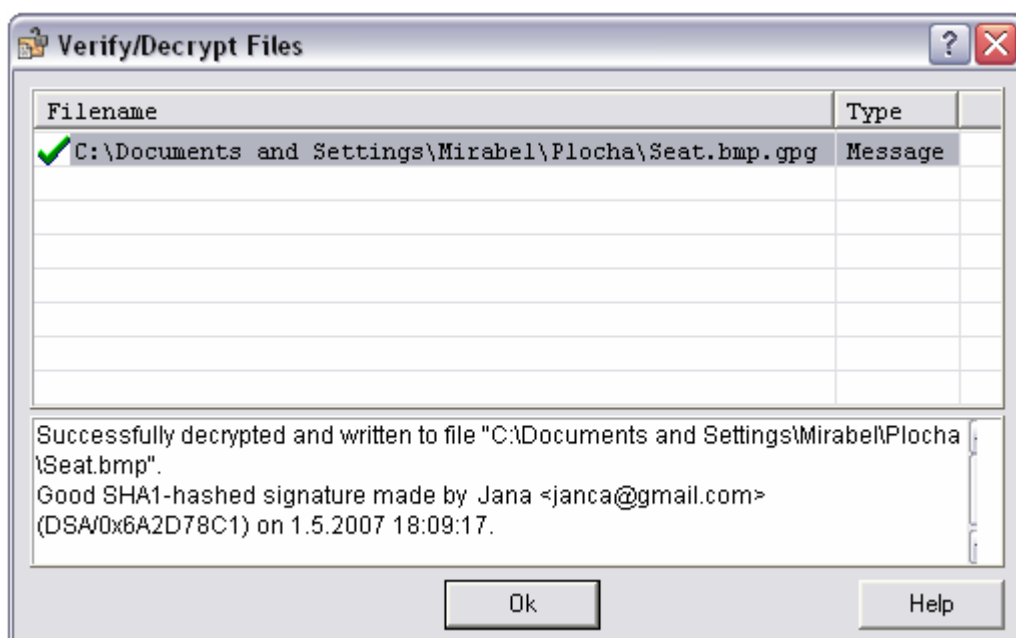 Verify/Decrypt Files
Filename Type
C:\Documents and Settings\Mirabel\Plocha\Seat.bmp.gpg Message
Successfully decrypted and written to file "C:\Documents and Settings\Mirabel\Plocha
\Seat.bmp".
Good SHA1-hashed signature made by Jana <janca@gmail.com>
(DSA/0x6A2D78C1) on 1.5.2007 18:09:17.
Ok Help